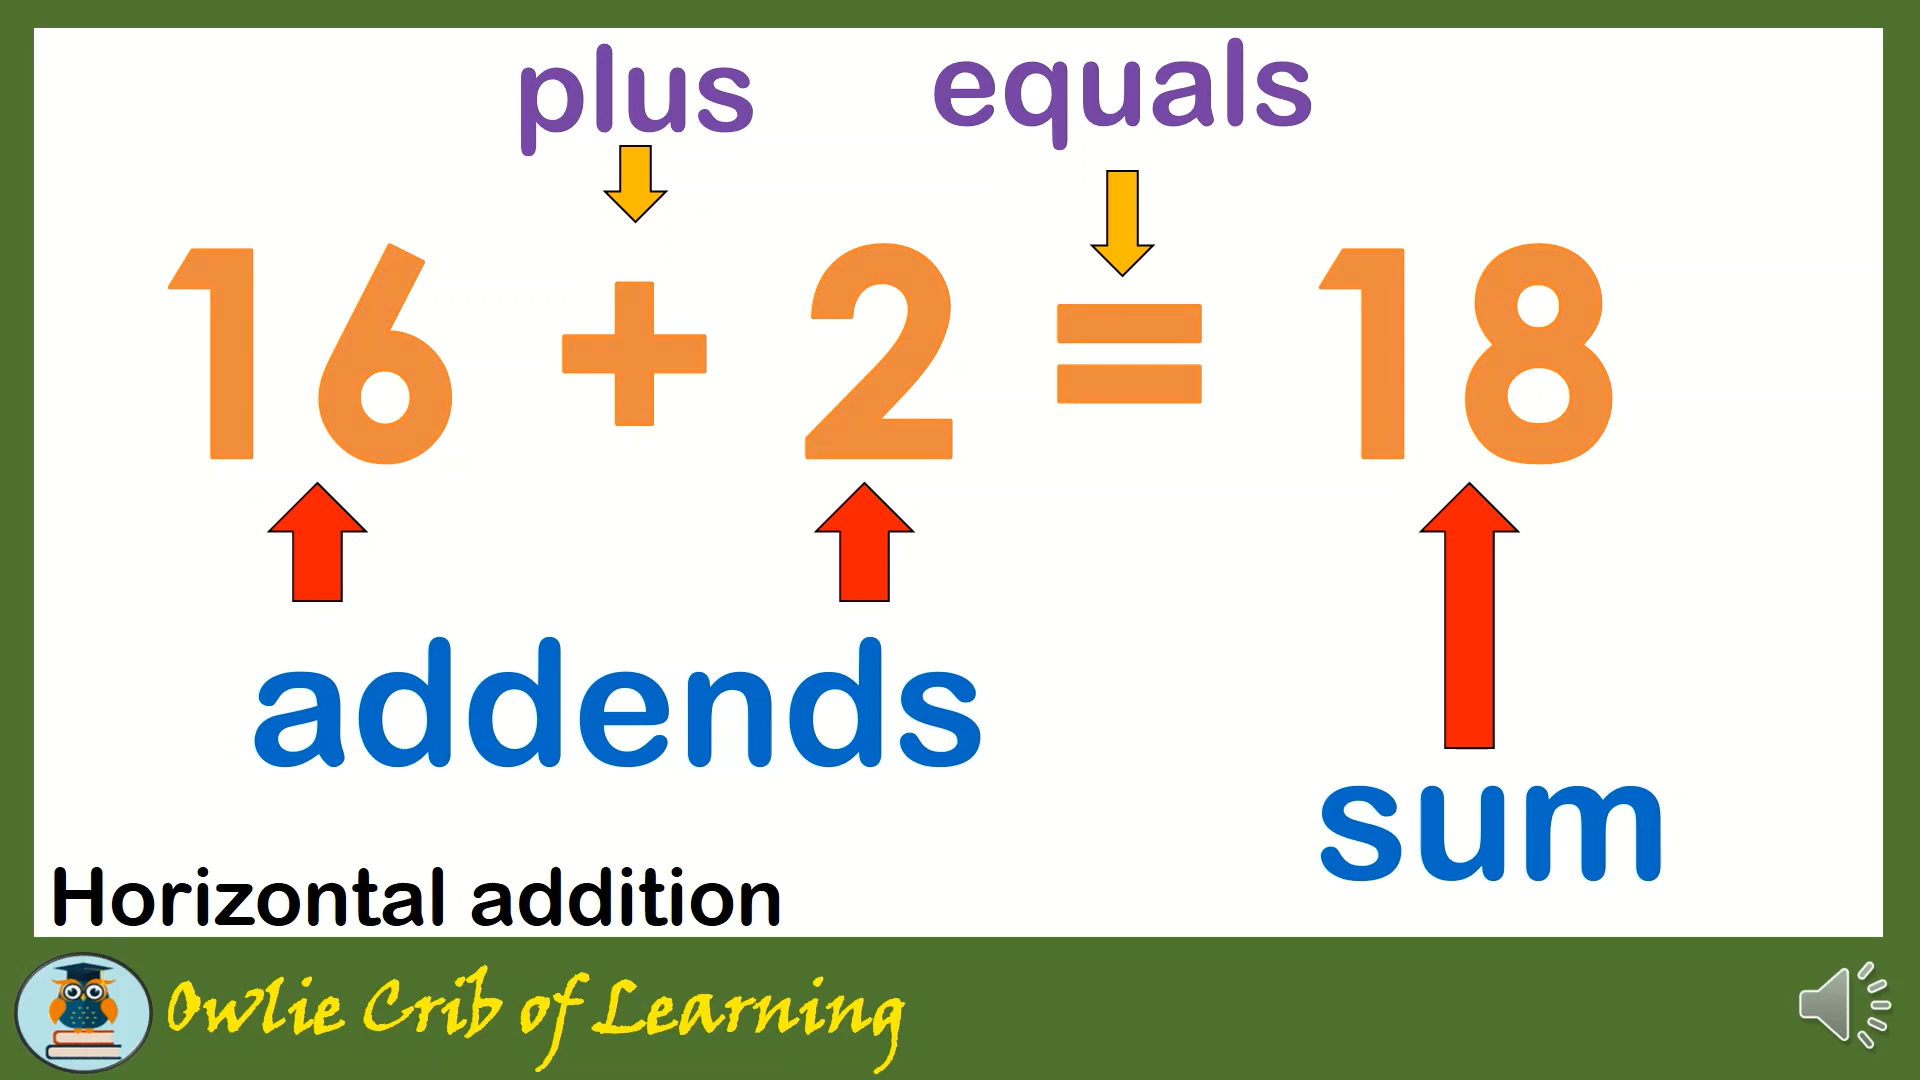 plus equals
16 + 2 = 18
addends
sum
Horizontal addition
Owlie Crib of Learning